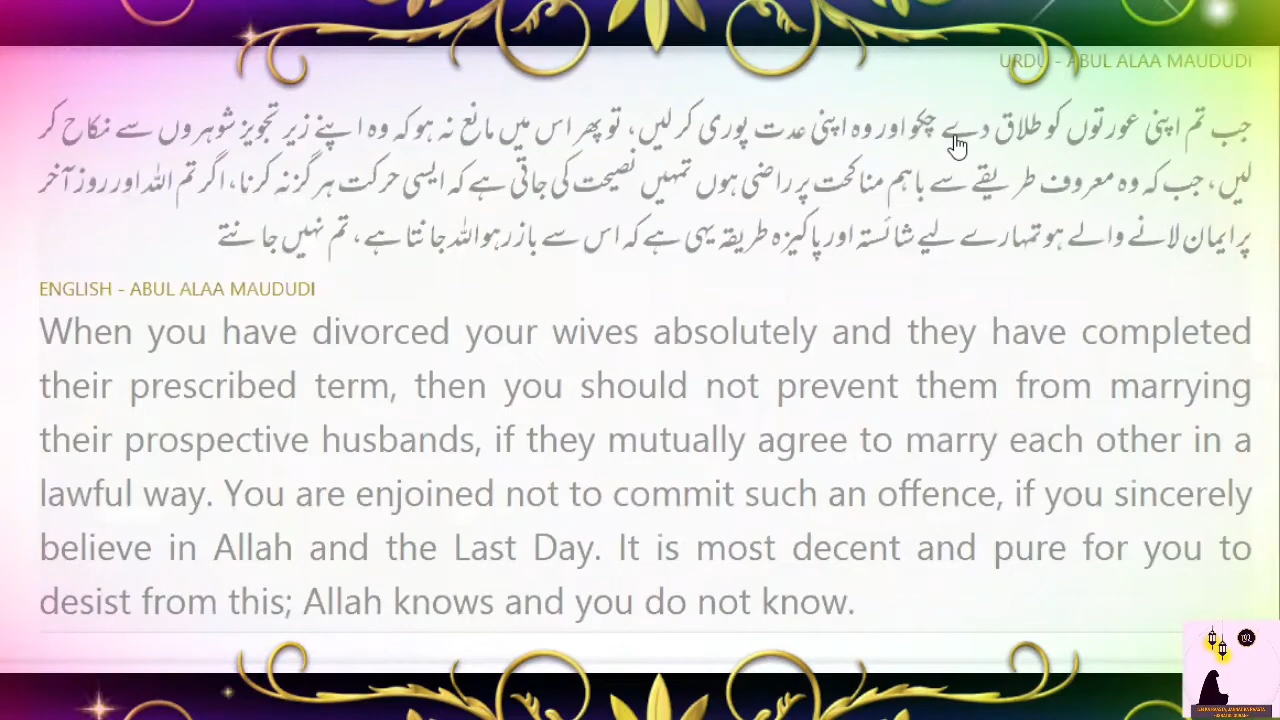 URDU - ABUL ALAA MAUDUDI
جب تم اپنی عورتوں کو طلاق دے چکو اور وہ اپنی عدت پوری کر لیں، تو پھر اس میں مانع نہ ہو کہ وہ اپنے زیر تجویز شوہروں سے نکاح کر
لیں، جب کہ وہ معروف طریقے سے باہم مناکحت پر راضی ہوں تمہیں نصیحت کی جاتی ہے کہ ایسی حرکت ہرگز نہ کرنا، اگر تم اللہ اور روز آخر
پر ایمان لانے والے ہو تمہارے لیے شائستہ اور پاکیزہ طریقہ یہی ہے کہ اس سے باز رہو اللہ جانتا ہے، تم نہیں جانتے
ENGLISH - ABUL ALAA MAUDUDI
When you have divorced your wives absolutely and they have completed
their prescribed term, then you should not prevent them from marrying
their prospective husbands, if they mutually agree to marry each other in a
lawful way. You are enjoined not to commit such an offence, if you sincerely
believe in Allah and the Last Day. It is most decent and pure for you to
desist from this; Allah knows and you do not know.